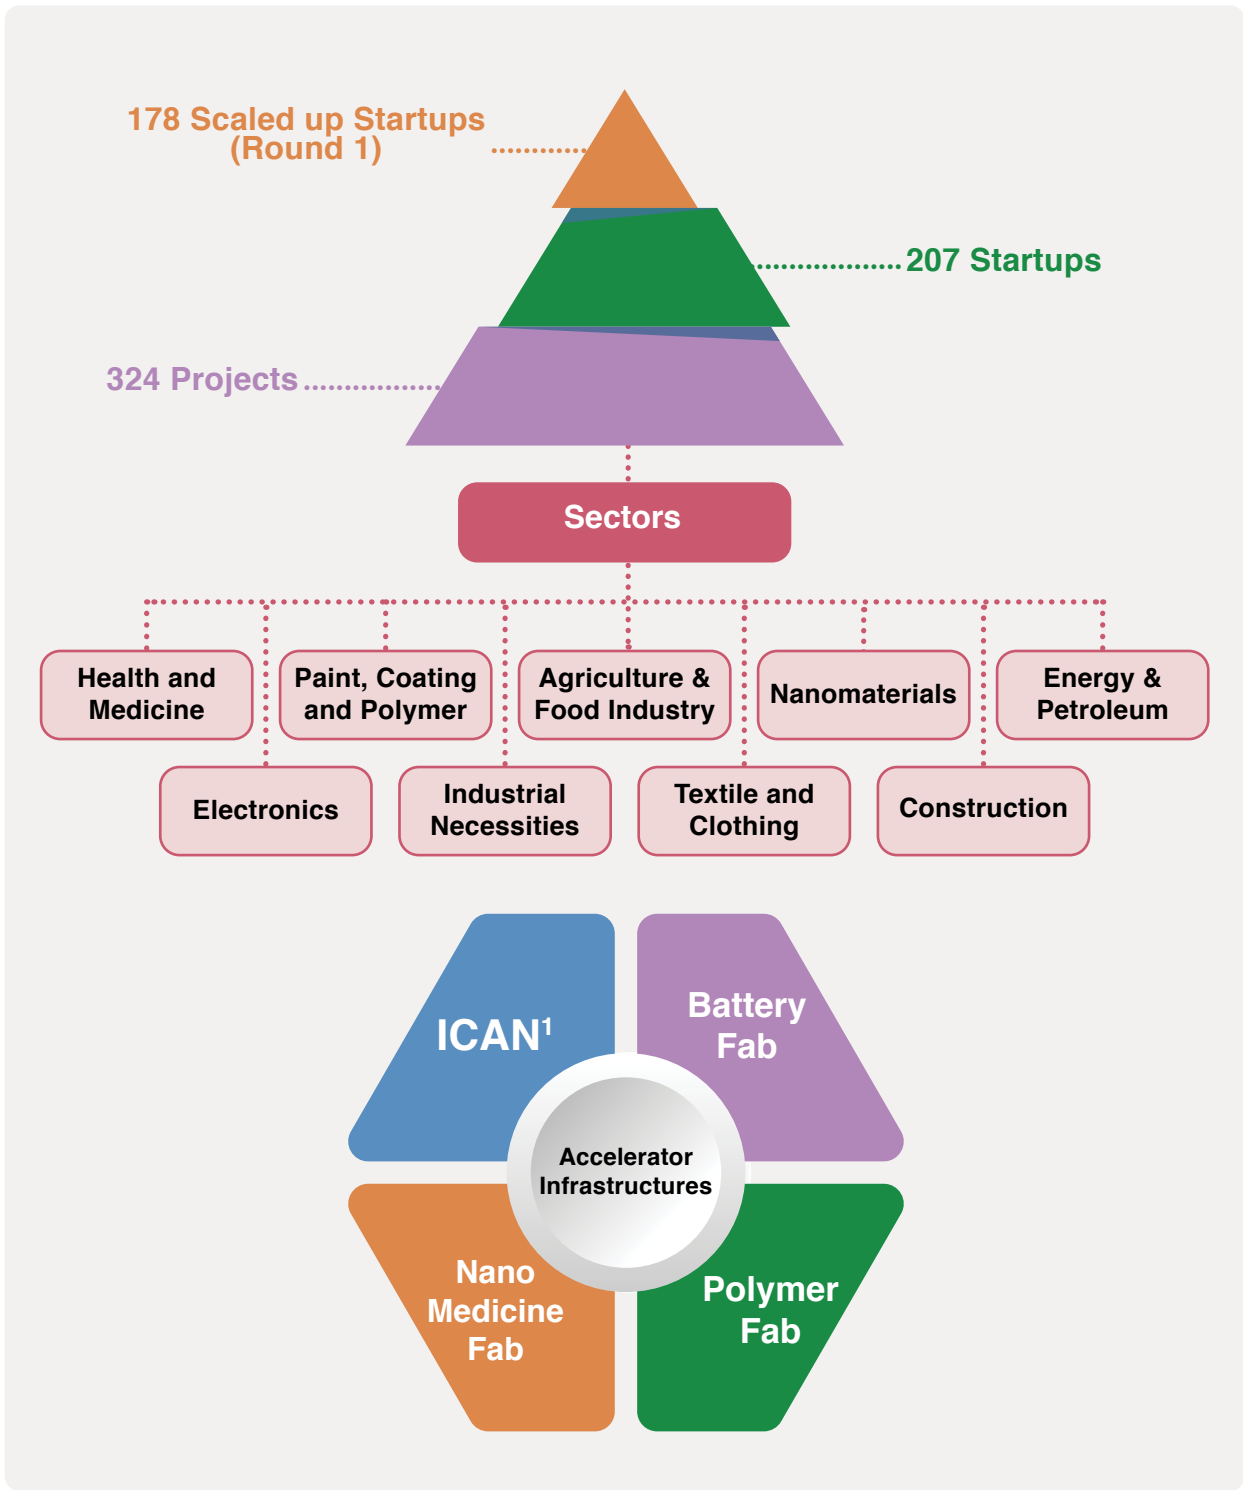 178 Scaled up Startups
(Round 1)
207 Startups
324 Projects
Sectors
Health and
Medicine
Paint, Coating
and Polymer
Agriculture &
Food Industry
Nanomaterials
Energy &
Petroleum
Electronics
Industrial
Necessities
Textile and
Clothing
Construction
ICAN¹
Battery
Fab
Accelerator
Infrastructures
Nano
Medicine
Fab
Polymer
Fab